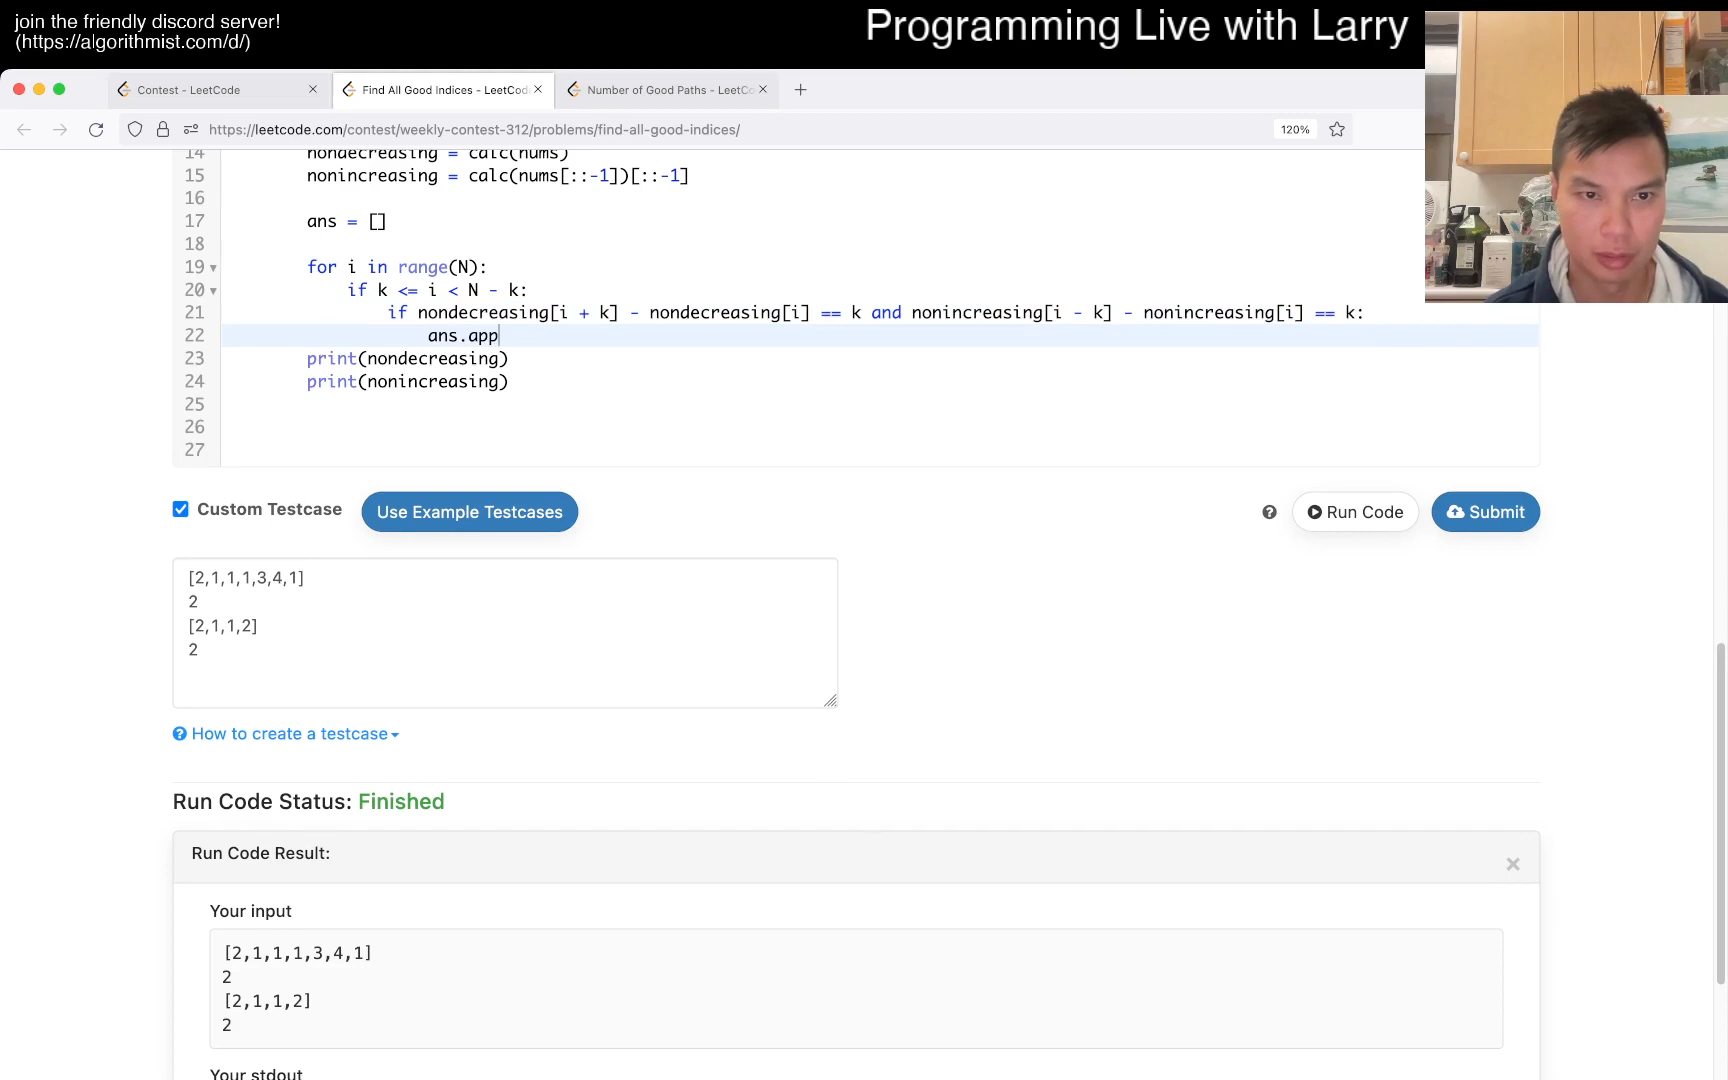 join the friendly discord server!
(https://algorithmist.com/d/)
Programming Live with Larry
Contest - LeetCode
Find All Good Indices - LeetCod
Number of Good Paths - LeetCo
https://leetcode.com/contest/weekly-contest-312/problems/find-all-good-indices/
120%
14 nondecreasing = calc(nums)
15 nonincreasing = calc(nums[::-1])[::-1]
16
17 ans = []
18
19 for i in range(N):
20 if k <= i < N - k:
21 if nondecreasing[i + k] - nondecreasing[i] == k and nonincreasing[i - k] - nonincreasing[i] == k:
22 ans.app
23 print(nondecreasing)
24 print(nonincreasing)
25
26
27
Custom Testcase
Use Example Testcases
Run Code
Submit
[2,1,1,1,3,4,1]
2
[2,1,1,2]
2
How to create a testcase
Run Code Status: Finished
Run Code Result:
Your input
[2,1,1,1,3,4,1]
2
[2,1,1,2]
2
Your stdout